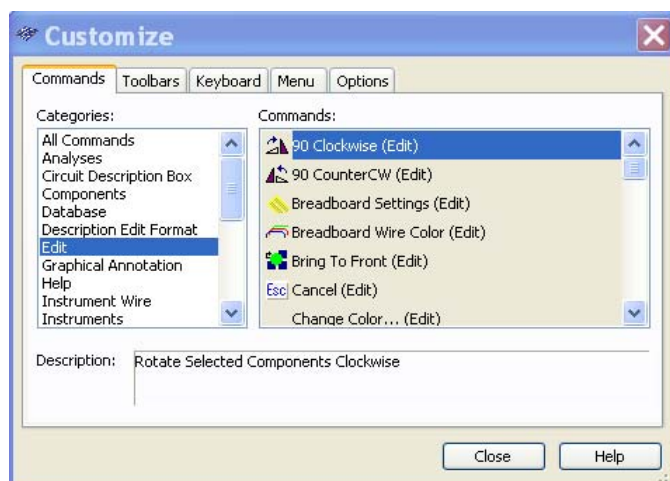 Customize
Commands Toolbars Keyboard Menu Options
Categories:
All Commands
Analyses
Circuit Description Box
Components
Database
Description Edit Format
Edit
Graphical Annotation
Help
Instrument Wire
Instruments
Commands:
90 Clockwise (Edit)
90 CounterCW (Edit)
Breadboard Settings (Edit)
Breadboard Wire Color (Edit)
Bring To Front (Edit)
Esc Cancel (Edit)
Change Color... (Edit)
Description: Rotate Selected Components Clockwise
Close Help